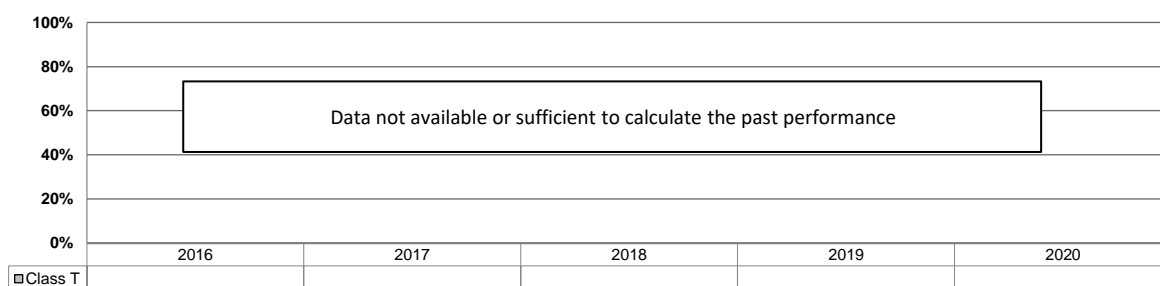 100%
80%
Data not available or sufficient to calculate the past performance
60%
40%
20%
0%
2016 2017 2018 2019 2020
Class T